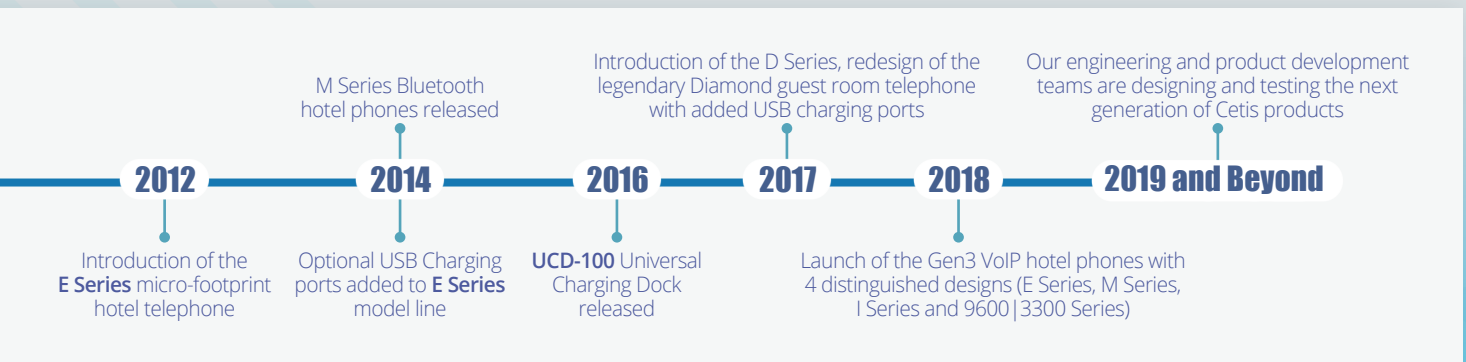 2012
Introduction of the
E Series micro-footprint
hotel telephone
M Series Bluetooth
hotel phones released
2014
Optional USB Charging
ports added to E Series
model line
2016
UCD-100 Universal
Charging Dock
released
Introduction of the D Series, redesign of the
legendary Diamond guest room telephone
with added USB charging ports
2017
2018
Launch of the Gen3 VoIP hotel phones with
4 distinguished designs (E Series, M Series,
I Series and 9600|3300 Series)
Our engineering and product development
teams are designing and testing the next
generation of Cetis products
2019 and Beyond